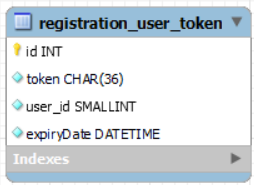 registration_user_token
id INT
token CHAR(36)
user_id SMALLINT
expiryDate DATETIME
Indexes